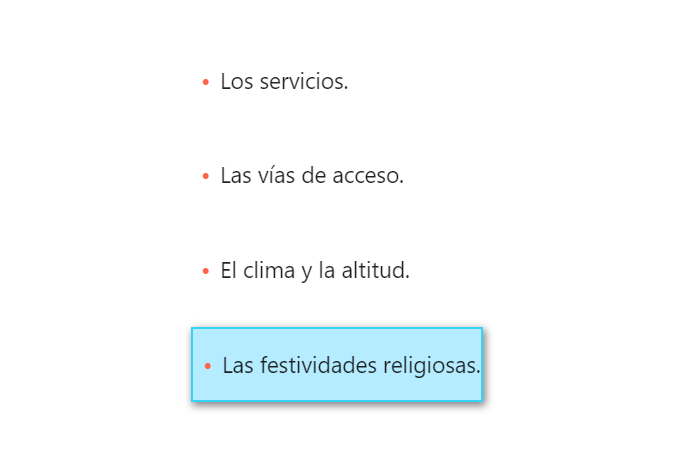 • Los servicios.
• Las vías de acceso.
• El clima y la altitud.
• Las festividades religiosas.